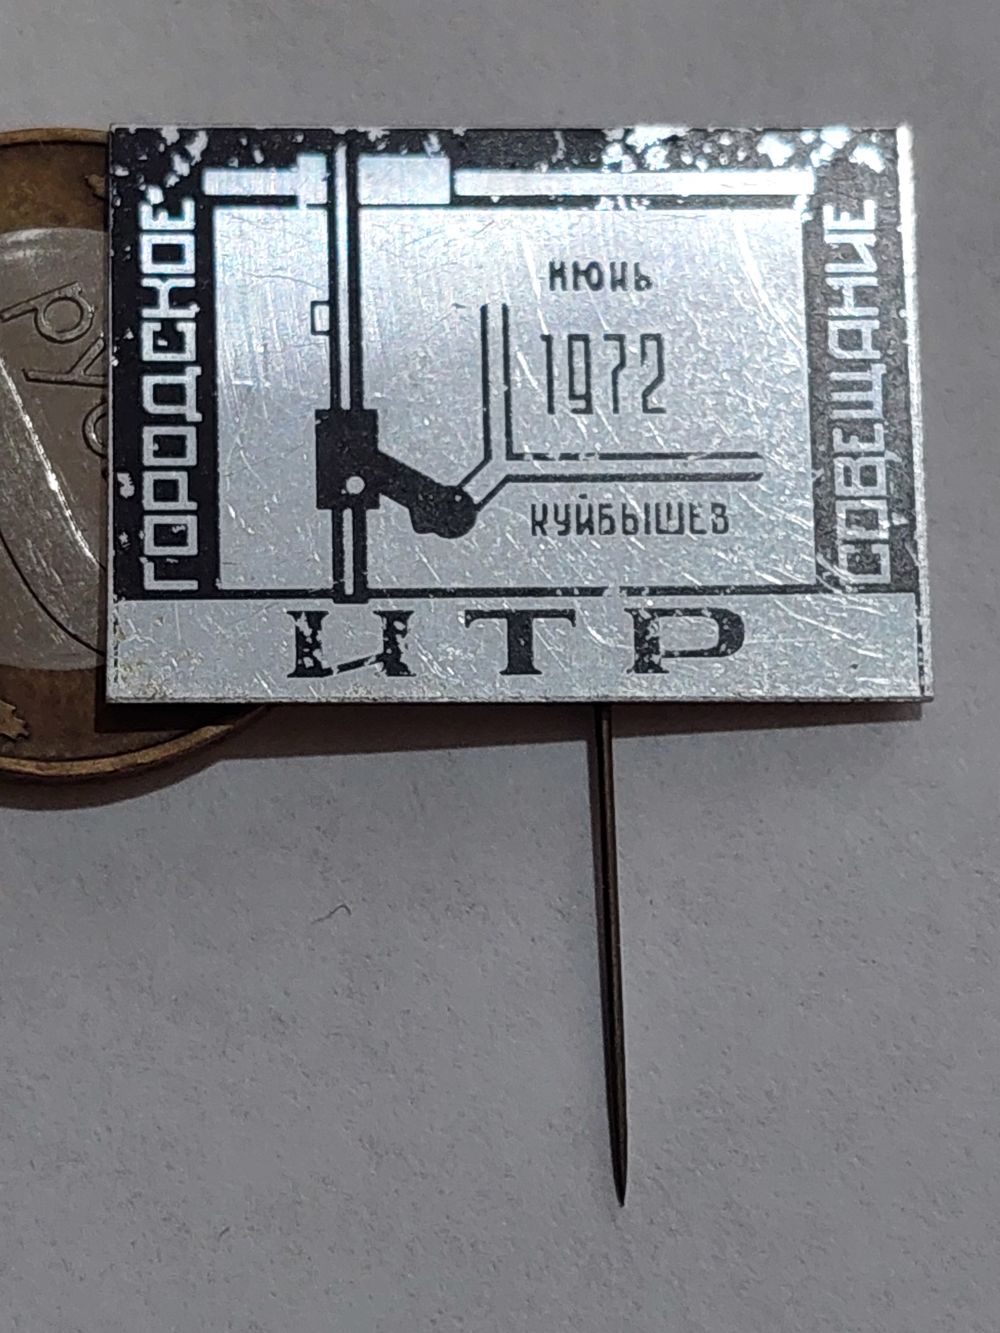 ГОРОДСКОЕ
ИЮНЬ
1972
КУЙБЫШЕВ
СОВЕЩАНИЕ
ИТР